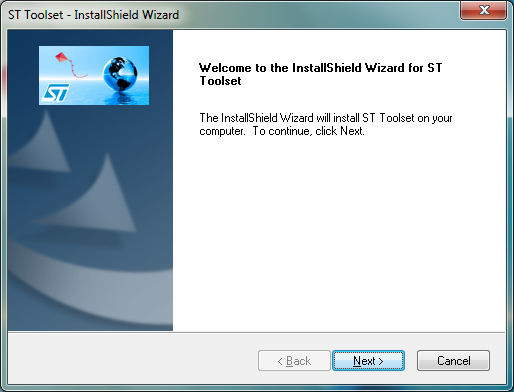 ST Toolset - InstallShield Wizard
ST
Welcome to the InstallShield Wizard for ST
Toolset
The InstallShield Wizard will install ST Toolset on your
computer. To continue, click Next.
< Back
Next >
Cancel